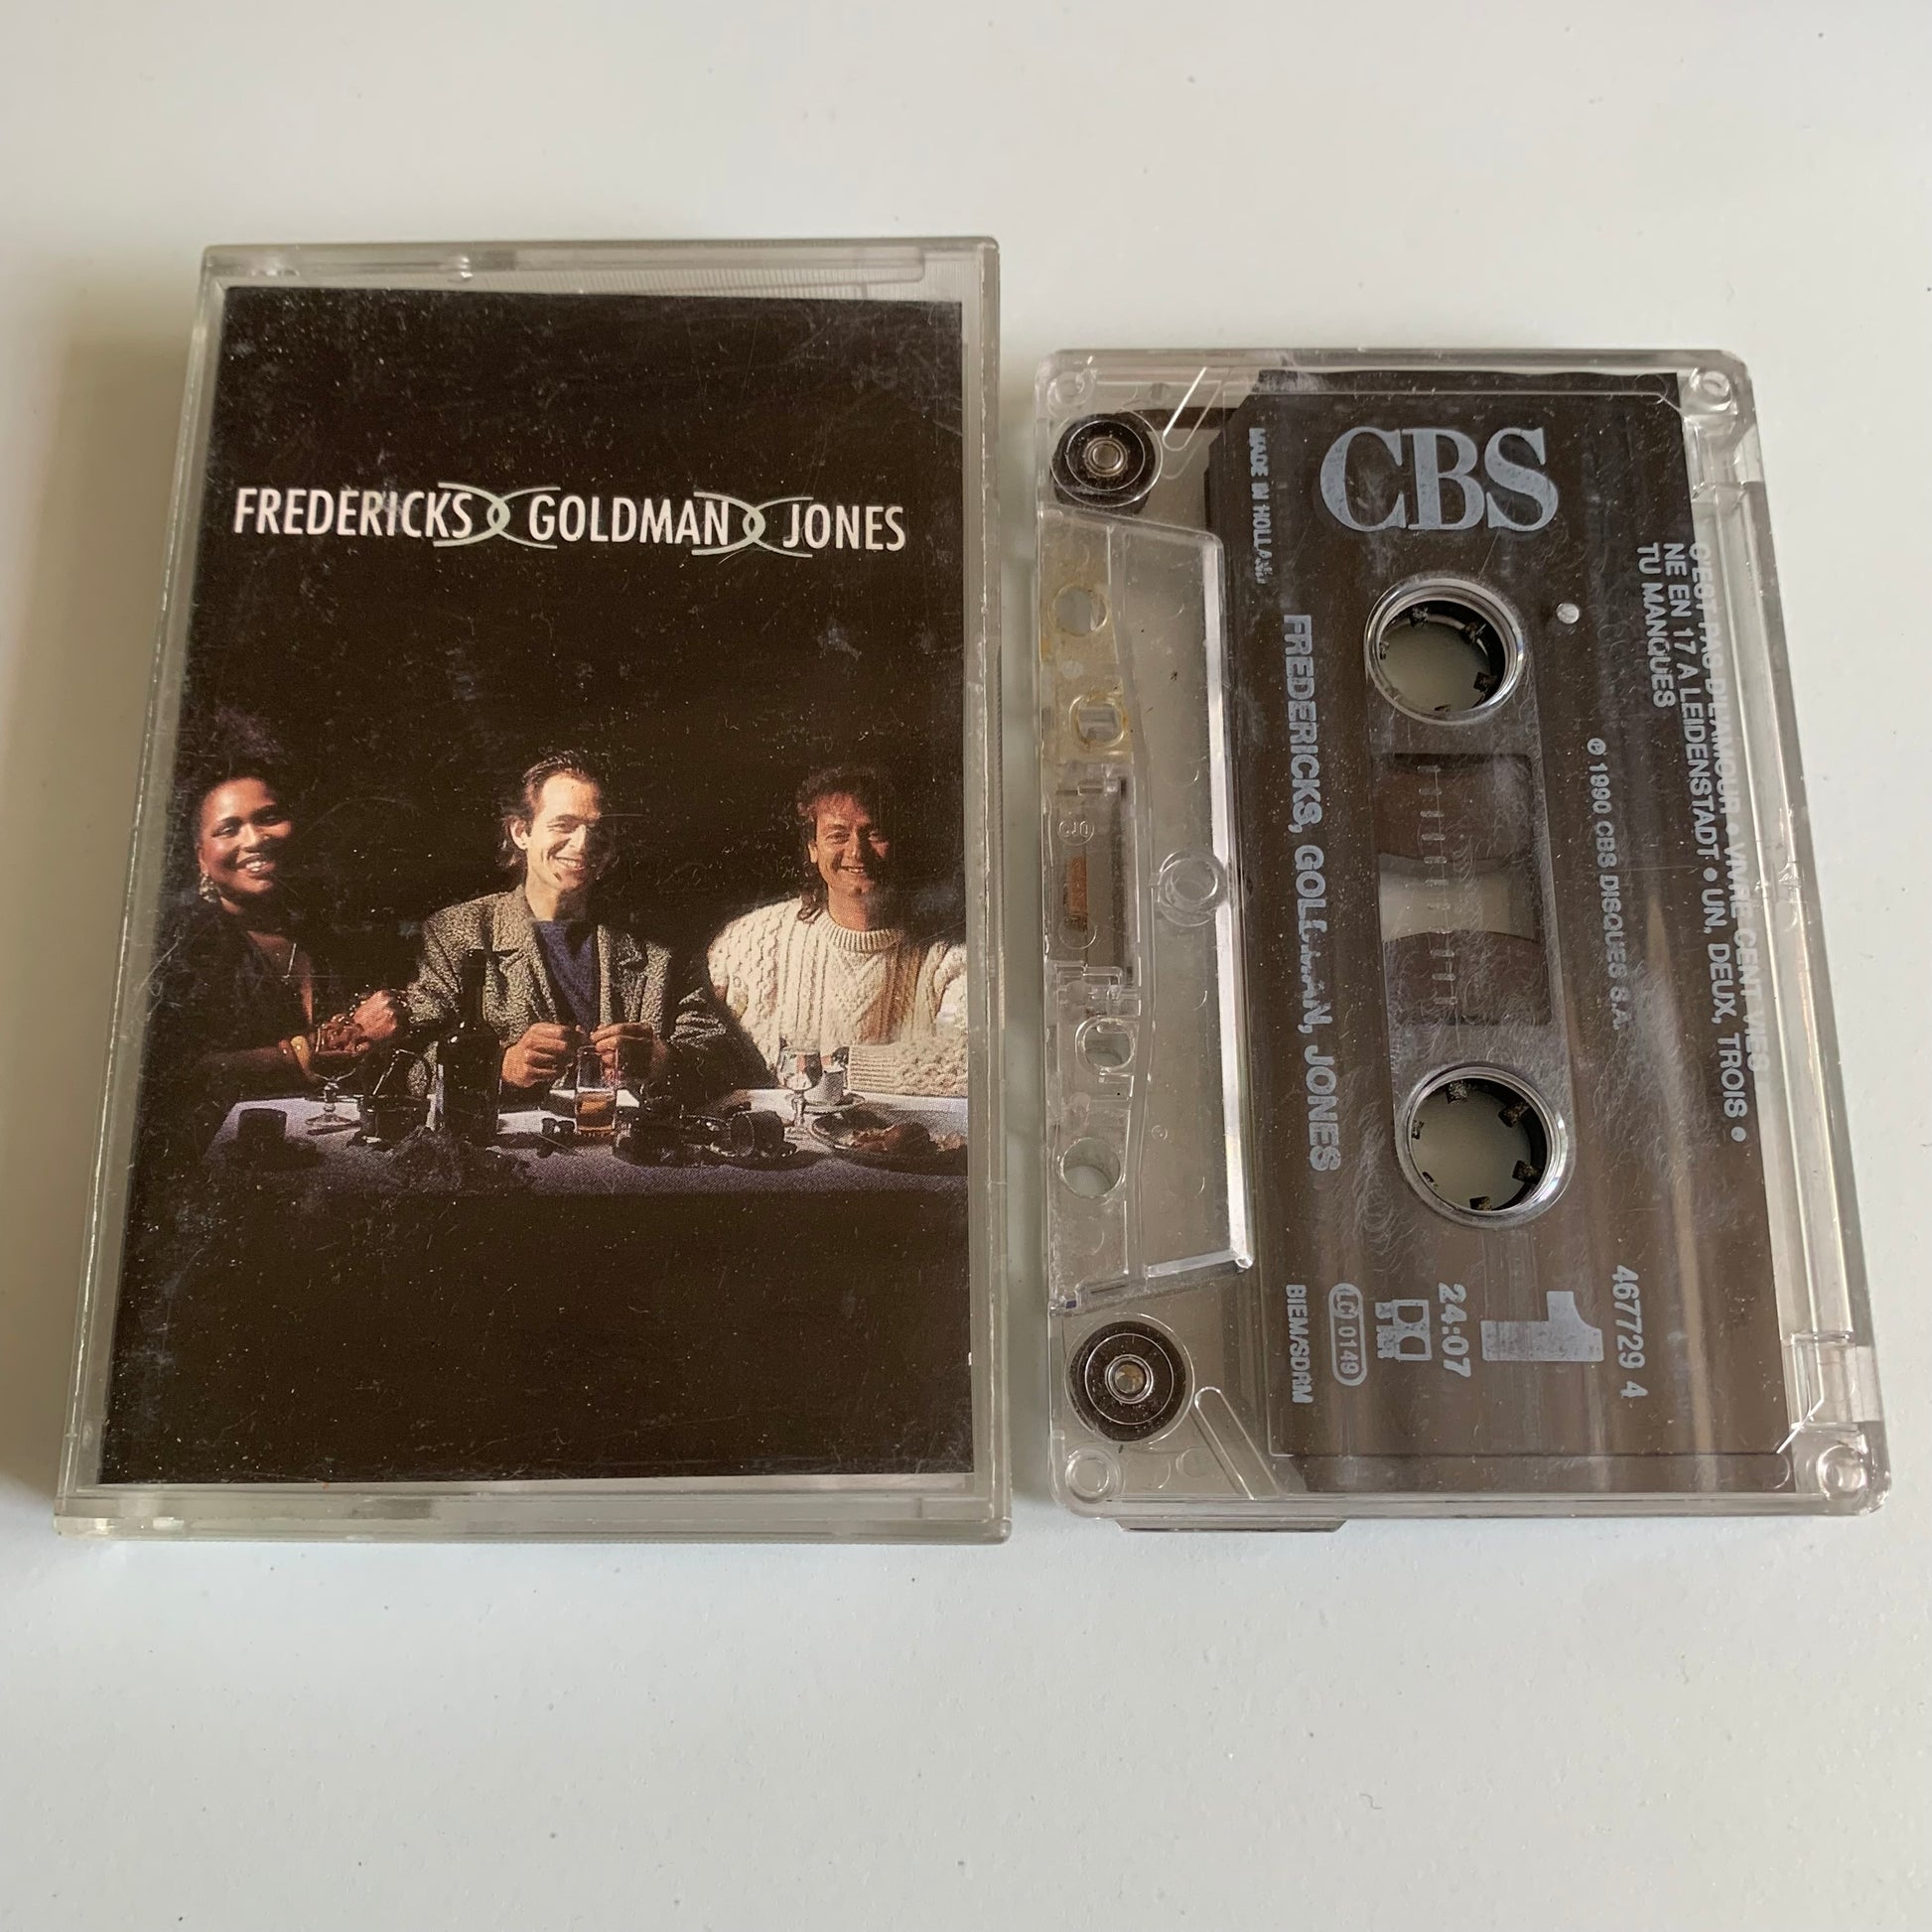 FREDERICKS GOLDMAN JONES
CBS
C'EST PAS D'L'AMOUR • VIVRE CENT VIES
NE EN 17 A LEIDENSTADT • UN, DEUX, TROIS •
TU MANQUES
℗ 1990 CBS DISQUES S.A.
FREDERICKS, GOLDMAN, JONES
MADE IN HOLLAND
467729 4
1
24:07
LC 0149
BIEM/SDRM